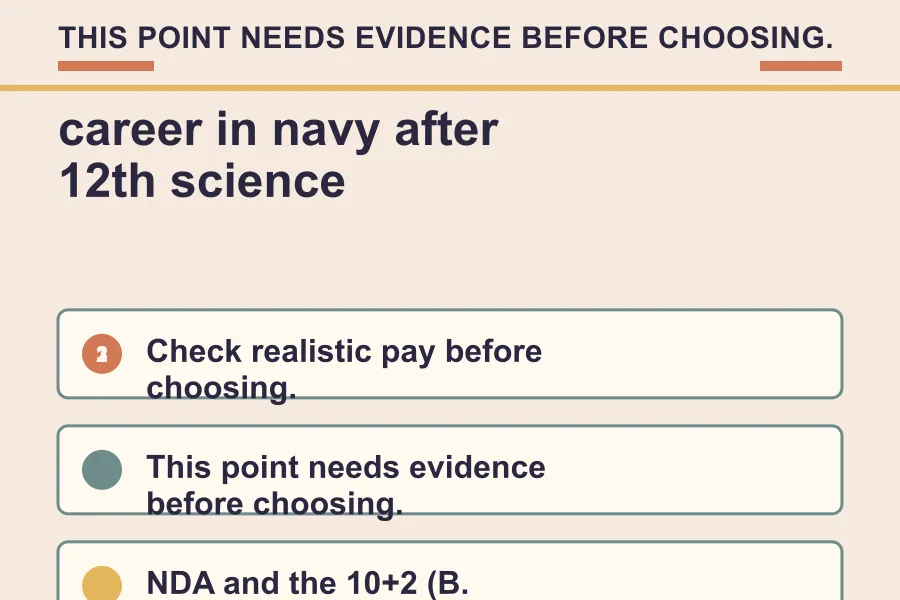 THIS POINT NEEDS EVIDENCE BEFORE CHOOSING.
career in navy after
12th science
Check realistic pay before
choosing.
This point needs evidence
before choosing.
NDA and the 10+2 (B.